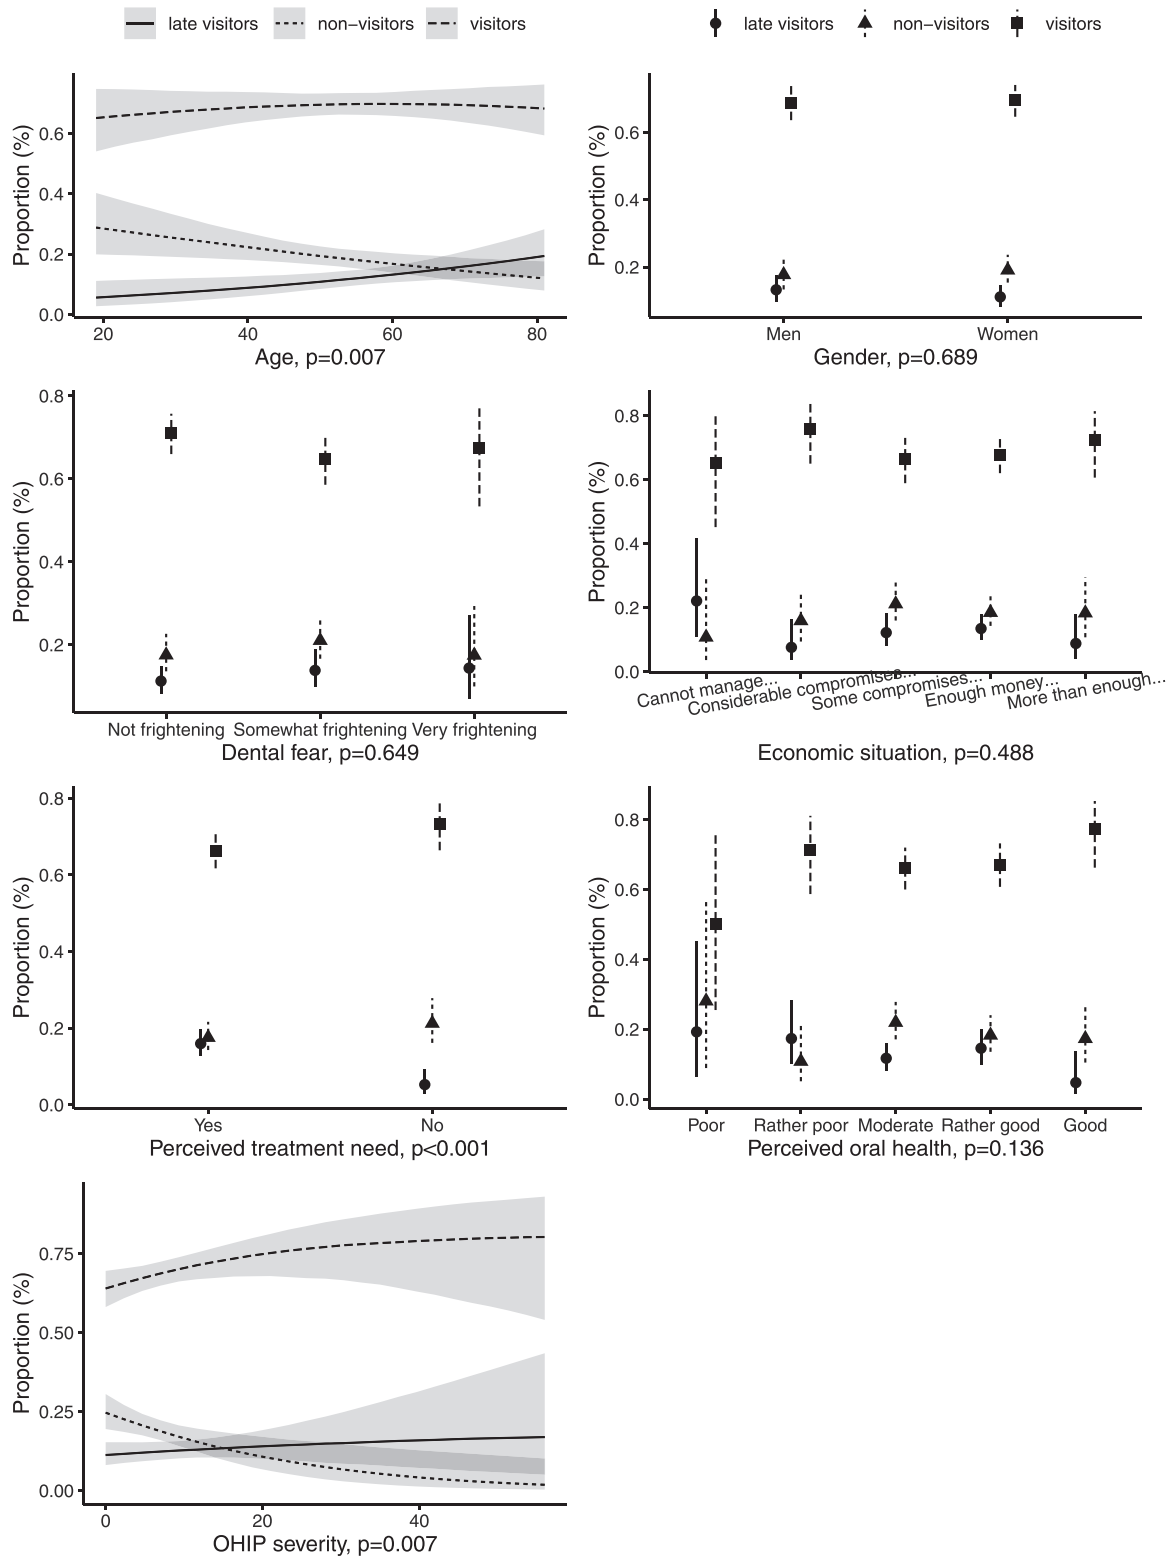 late visitors non−visitors visitors
late visitors non−visitors visitors
Proportion (%)
0.6
0.4
0.2
0.0
20 40 60 80
Age, p=0.007
Proportion (%)
0.6
0.4
0.2
Men Women
Gender, p=0.689
Proportion (%)
0.8
0.6
0.4
0.2
Not frightening Somewhat frightening Very frightening
Dental fear, p=0.649
Proportion (%)
0.8
0.6
0.4
0.2
0.0
Cannot manage... Considerable compromises... Some compromises... Enough money... More than enough...
Economic situation, p=0.488
Proportion (%)
0.8
0.6
0.4
0.2
0.0
Yes No
Perceived treatment need, p<0.001
Proportion (%)
0.8
0.6
0.4
0.2
0.0
Poor Rather poor Moderate Rather good Good
Perceived oral health, p=0.136
Proportion (%)
0.75
0.50
0.25
0.00
0 20 40
OHIP severity, p=0.007